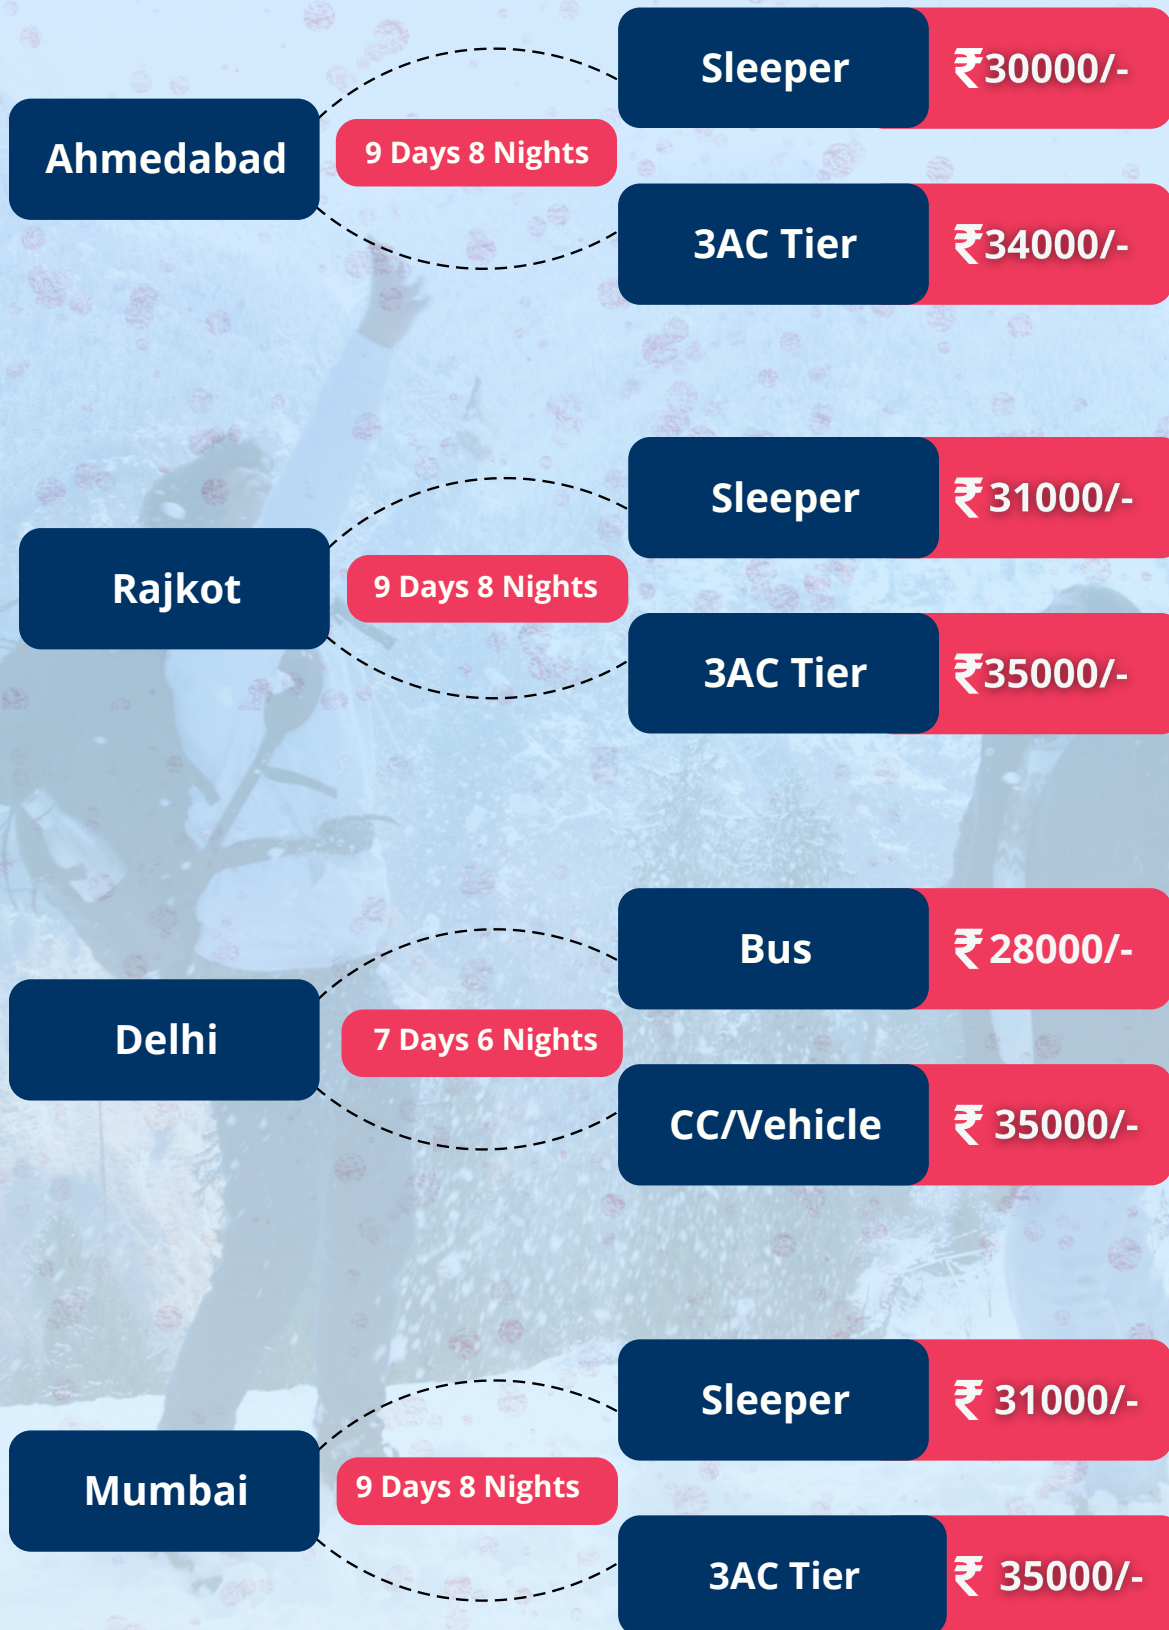 Sleeper ₹30000/-
Ahmedabad
9 Days 8 Nights
3AC Tier ₹34000/-
Sleeper ₹ 31000/-
Rajkot
9 Days 8 Nights
3AC Tier ₹35000/-
Bus ₹ 28000/-
Delhi
7 Days 6 Nights
CC/Vehicle ₹ 35000/-
Sleeper ₹ 31000/-
Mumbai
9 Days 8 Nights
3AC Tier ₹ 35000/-